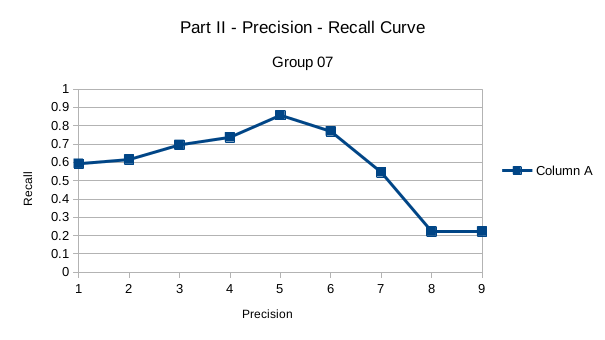 Part II - Precision - Recall Curve
Group 07
1
0.9
0.8
0.7
0.6
0.5
0.4
0.3
0.2
0.1
0
Recall
1 2 3 4 5 6 7 8 9
Precision
Column A